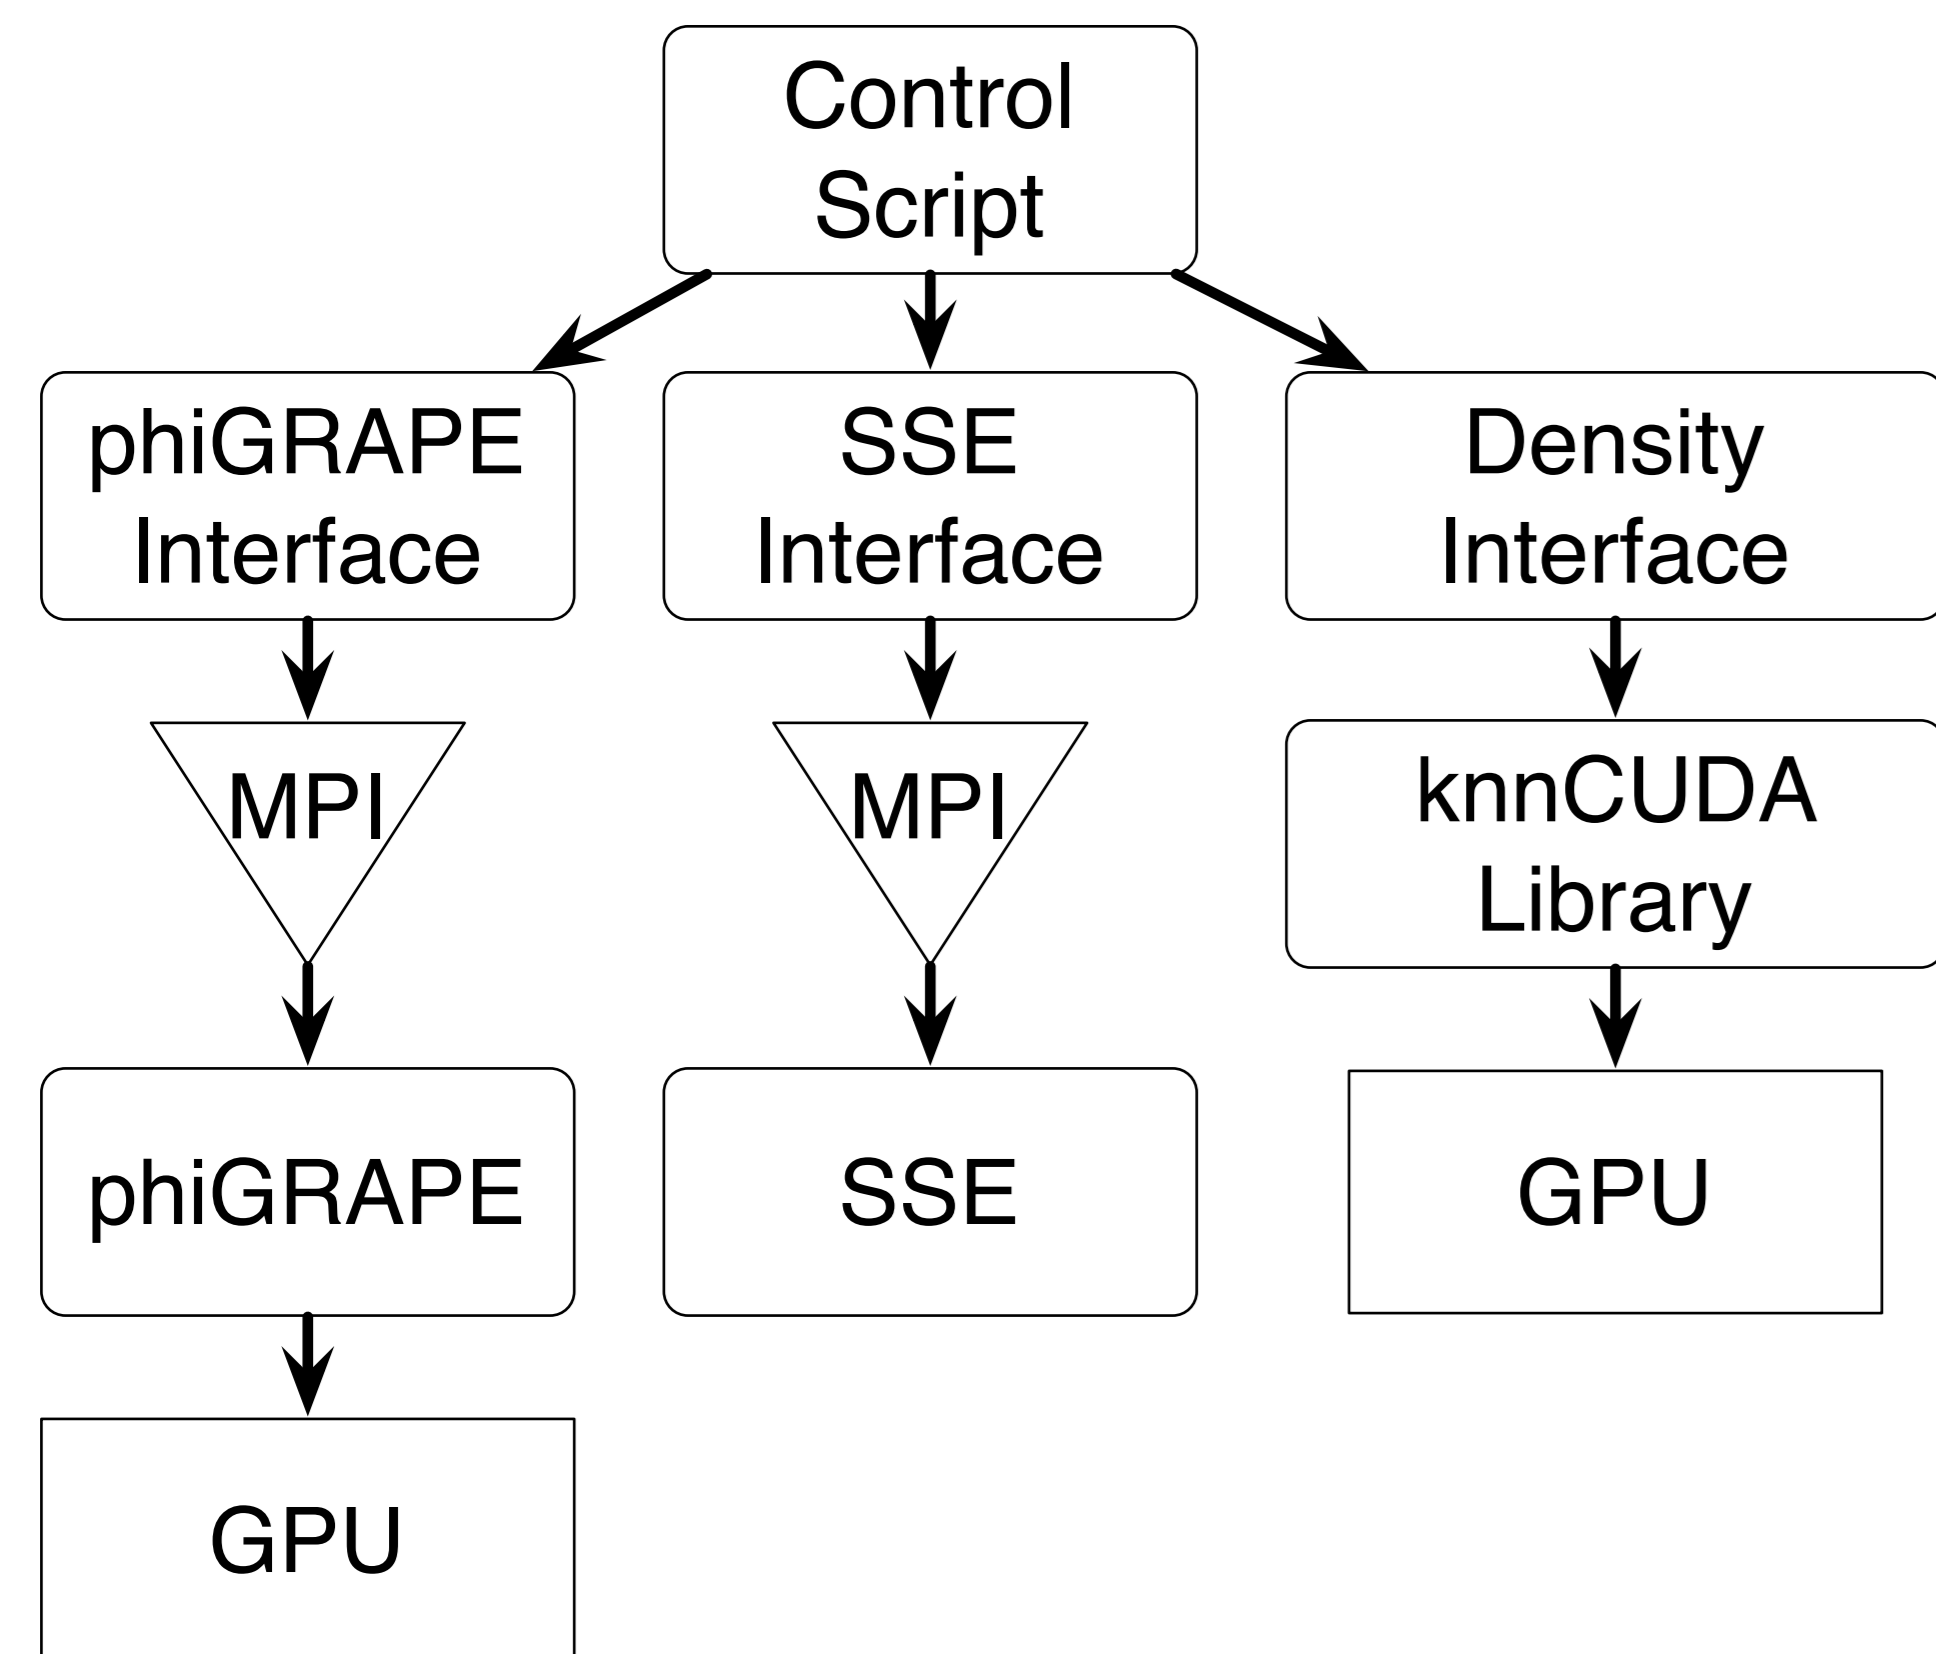 Control
Script
phiGRAPE
Interface
SSE
Interface
Density
Interface
MPI
MPI
knnCUDA
Library
phiGRAPE
SSE
GPU
GPU